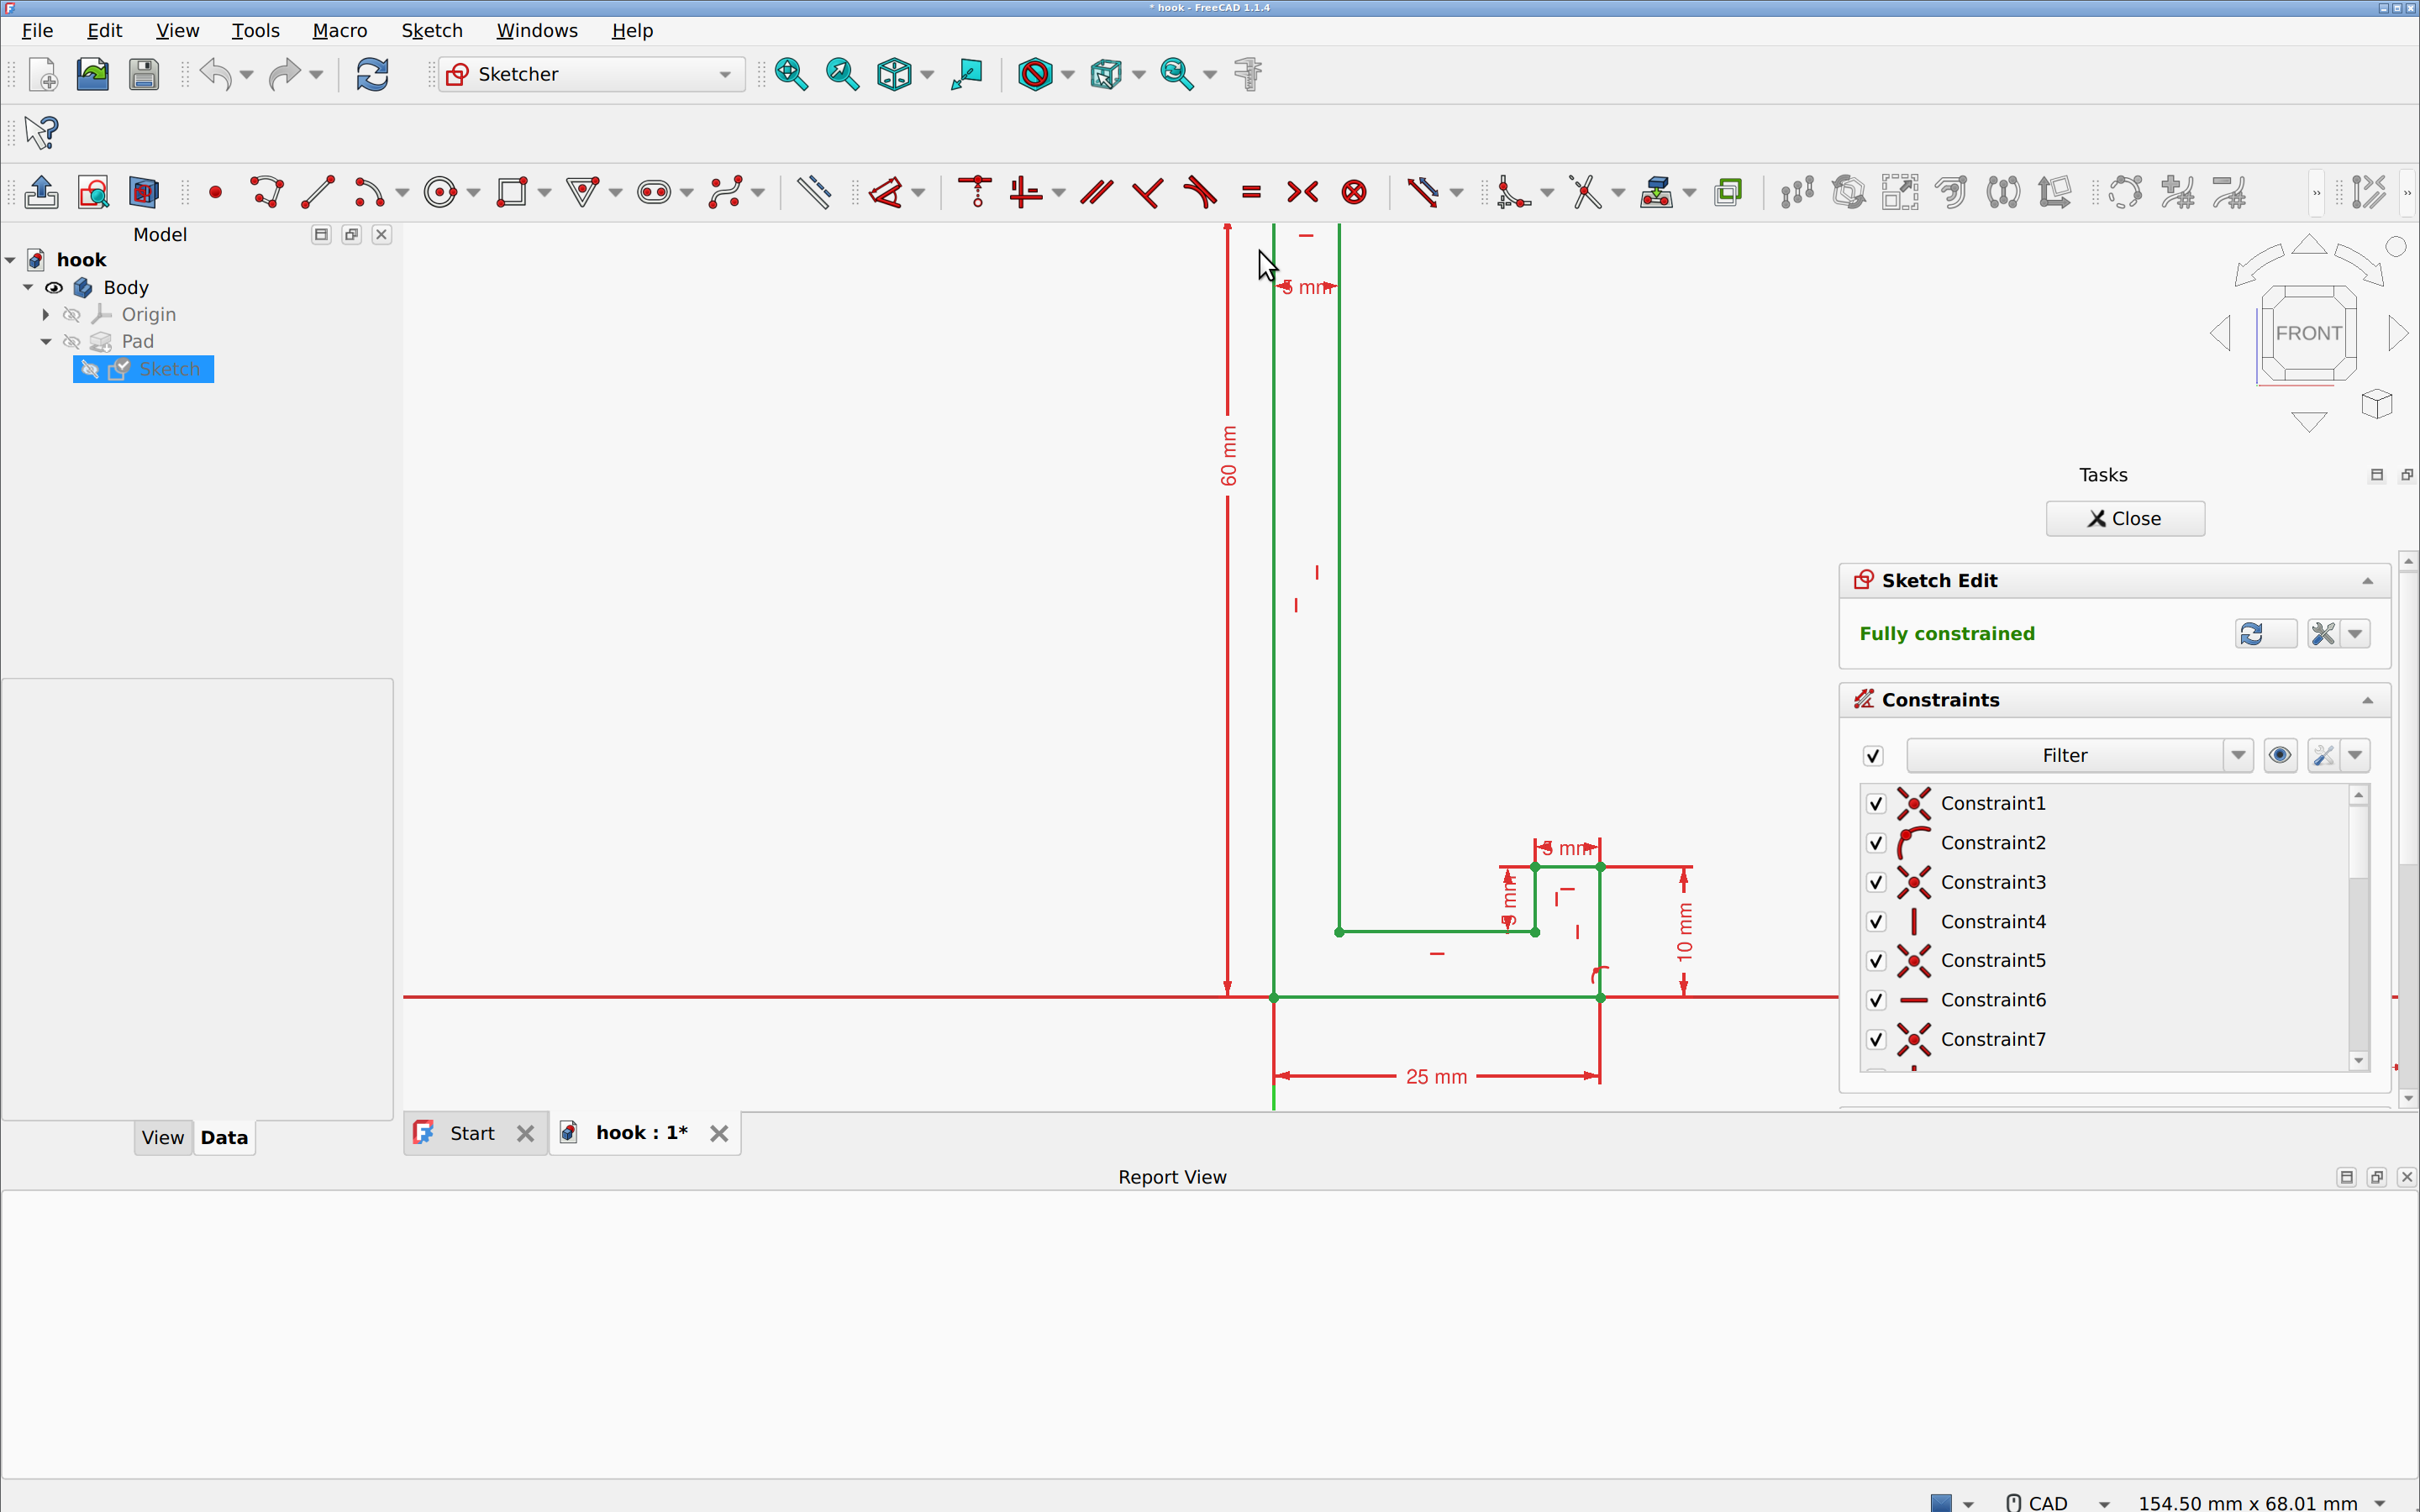 * hook - FreeCAD 1.1.4
File Edit View Tools Macro Sketch Windows Help
Sketcher
Model
hook
Body
Origin
Pad
Sketch
View Data
5 mm
60 mm
5 mm
5 mm
10 mm
25 mm
FRONT
Tasks
Close
Sketch Edit
Fully constrained
Constraints
Filter
Constraint1
Constraint2
Constraint3
Constraint4
Constraint5
Constraint6
Constraint7
Start
hook : 1*
Report View
CAD
154.50 mm x 68.01 mm